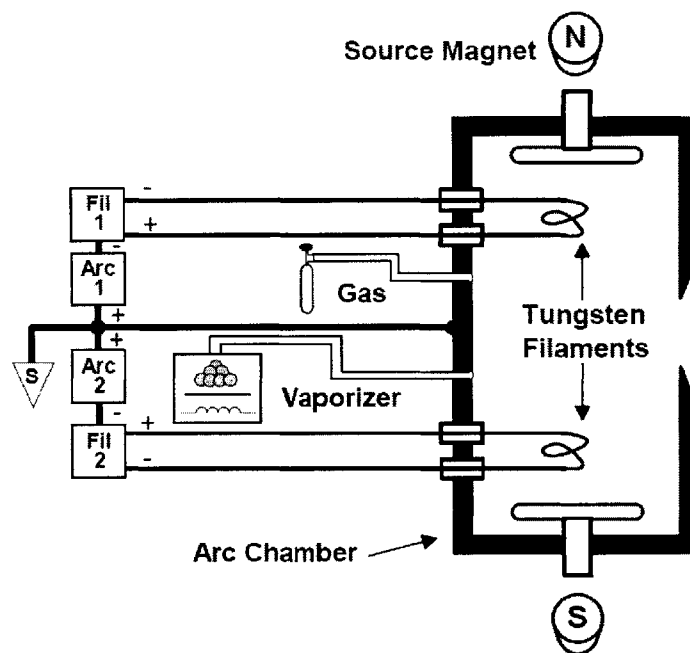 N
Source Magnet
-
Fil
1
+
-
Arc
1
Gas
+
Tungsten
Filaments
+
S
Arc
2
Vaporizer
-
+
Fil
2
-
Arc Chamber
S